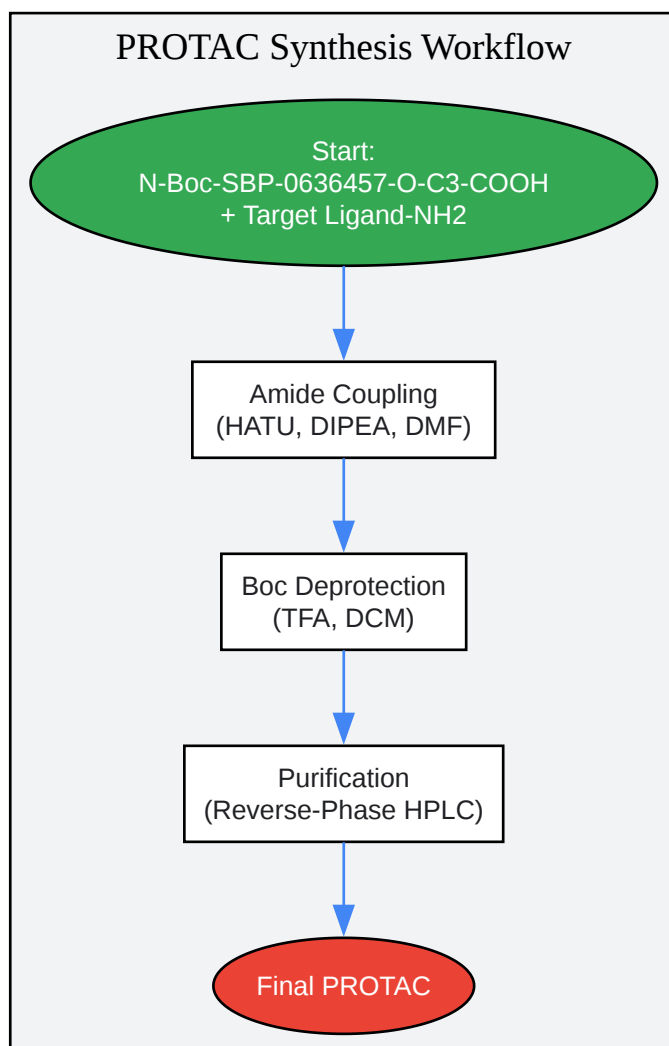 PROTAC Synthesis Workflow
Start:
N-Boc-SBP-0636457-O-C3-COOH
+ Target Ligand-NH2
Amide Coupling
(HATU, DIPEA, DMF)
Boc Deprotection
(TFA, DCM)
Purification
(Reverse-Phase HPLC)
Final PROTAC